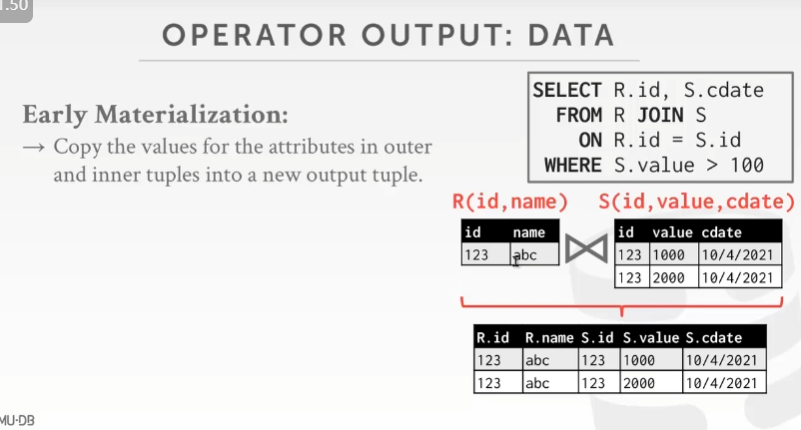 1.50
OPERATOR OUTPUT: DATA
Early Materialization:
→ Copy the values for the attributes in outer
and inner tuples into a new output tuple.
SELECT R.id, S.cdate
FROM R JOIN S
ON R.id = S.id
WHERE S.value > 100
R(id,name) S(id,value,cdate)
id name
123 abc
id value cdate
123 1000 10/4/2021
123 2000 10/4/2021
R.id R.name S.id S.value S.cdate
123 abc 123 1000 10/4/2021
123 abc 123 2000 10/4/2021
MU·DB